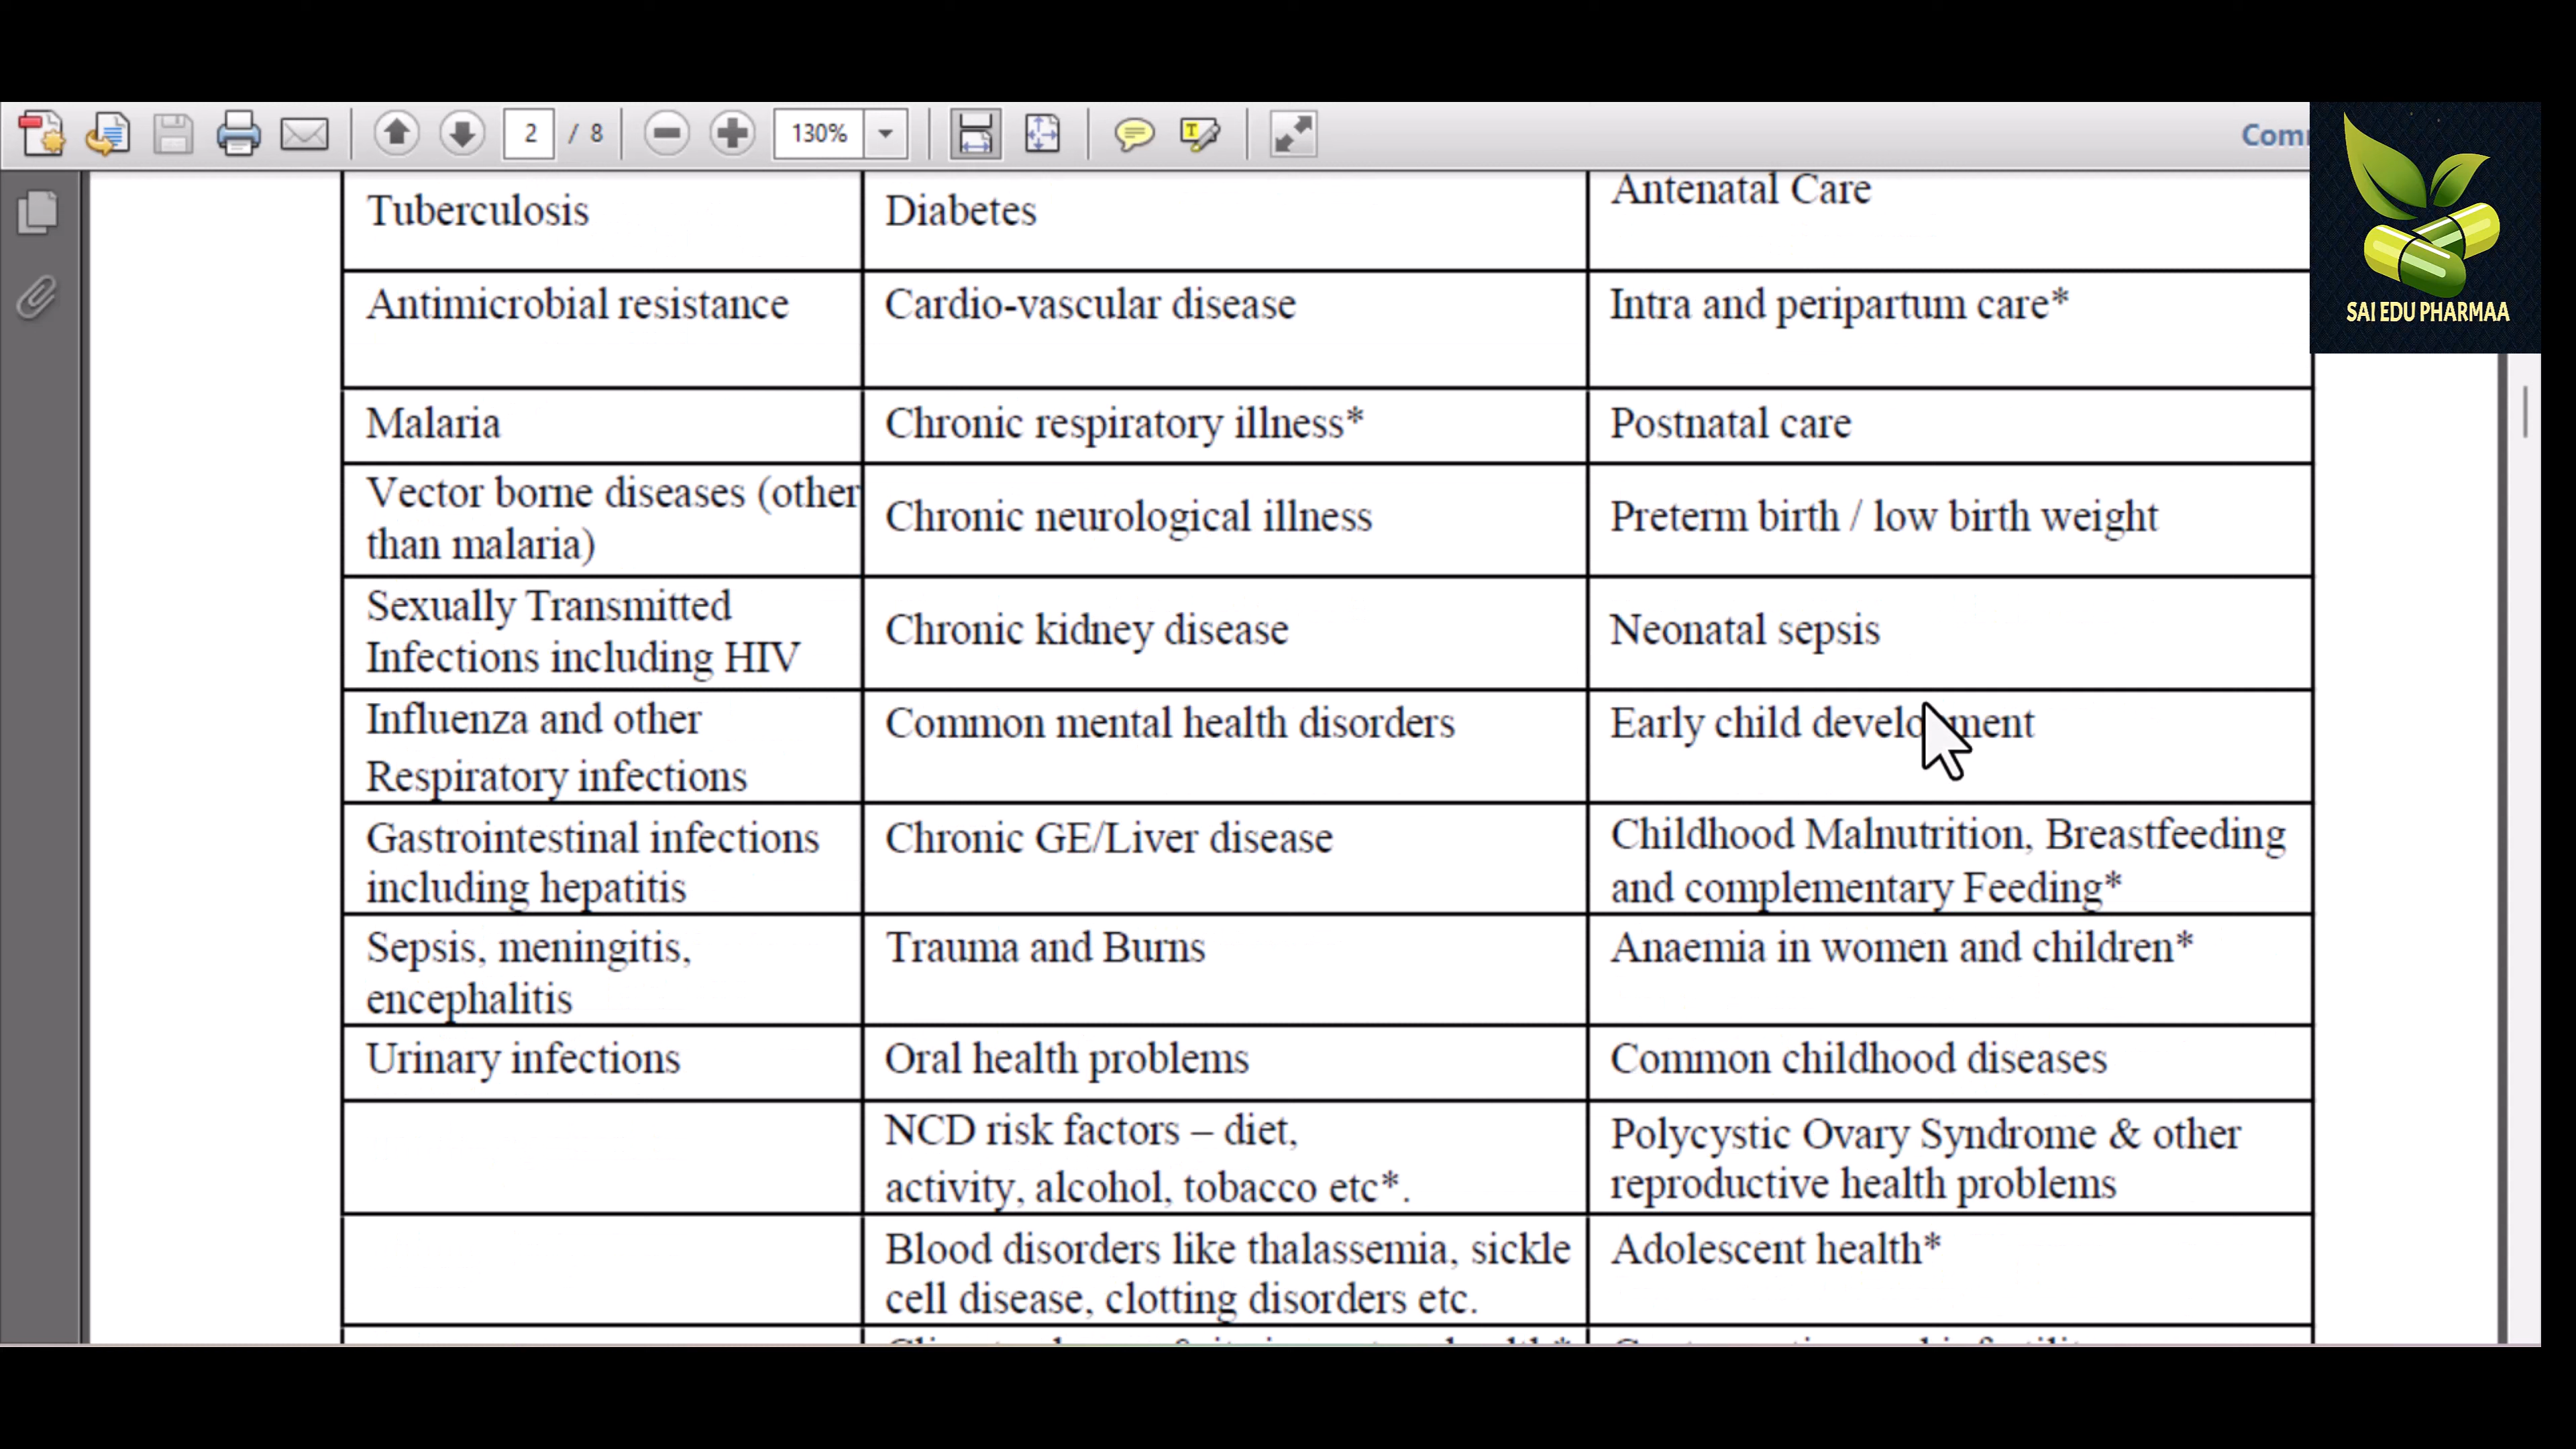 2 / 8
130%
Com
SAI EDU PHARMAA
Tuberculosis
Diabetes
Antenatal Care
Antimicrobial resistance
Cardio-vascular disease
Intra and peripartum care*
Malaria
Chronic respiratory illness*
Postnatal care
Vector borne diseases (other
than malaria)
Chronic neurological illness
Preterm birth / low birth weight
Sexually Transmitted
Infections including HIV
Chronic kidney disease
Neonatal sepsis
Influenza and other
Respiratory infections
Common mental health disorders
Early child development
Gastrointestinal infections
including hepatitis
Chronic GE/Liver disease
Childhood Malnutrition, Breastfeeding
and complementary Feeding*
Sepsis, meningitis,
encephalitis
Trauma and Burns
Anaemia in women and children*
Urinary infections
Oral health problems
Common childhood diseases
NCD risk factors – diet,
activity, alcohol, tobacco etc*.
Polycystic Ovary Syndrome & other
reproductive health problems
Blood disorders like thalassemia, sickle
cell disease, clotting disorders etc.
Adolescent health*